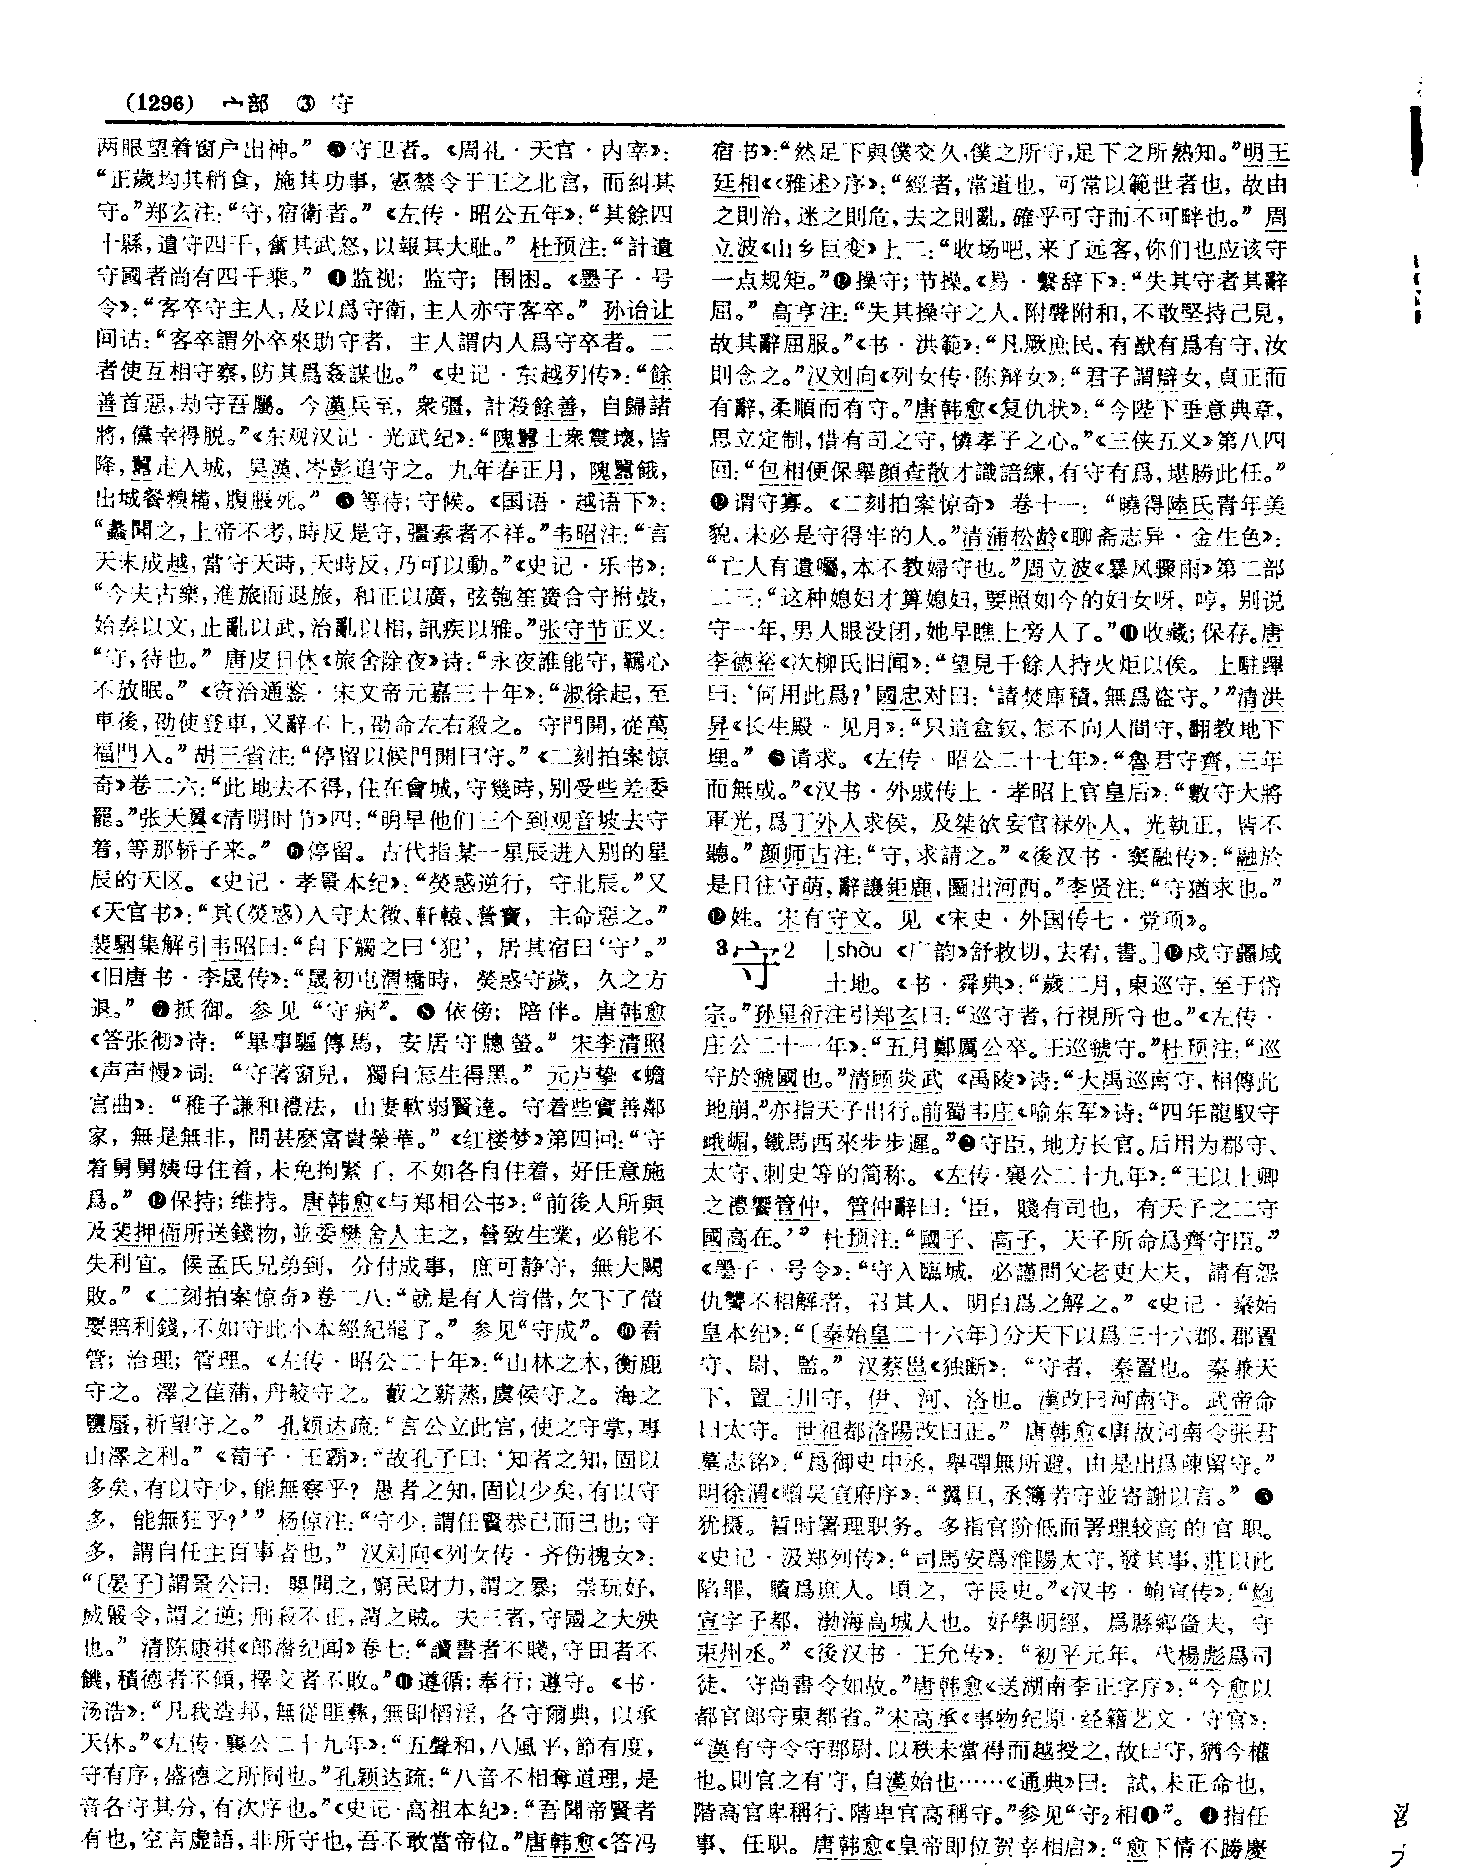 (1296) 宀部 ③ 守
两眼望着窗户出神。”❸守卫者。《周礼·天官·内宰》:
“正歲均其稍食，施其功事，憲禁令于王之北宫，而糾其
守。”郑玄注:“守,宿衛者。”《左传·昭公五年》:“其餘四
十縣,遺守四千,奮其武怒,以報其大耻。”杜预注:“計遺
守國者尚有四千乘。”❹监视；监守；围困。《墨子·号
令》:“客卒守主人,及以爲守衛,主人亦守客卒。”孙诒让
间诂:“客卒謂外卒來助守者，主人謂内人爲守卒者。二
者使互相守察,防其爲姦謀也。”《史记·东越列传》:“餘
善首惡,劫守吾屬。今漢兵至，衆彊，計殺餘善，自歸諸
將,儻幸得脱。”《东观汉记·光武纪》:“隗囂士衆震壞,皆
降,囂走入城，吴漢、岑彭追守之。九年春正月，隗囂餓,
出城餐糗糒,腹脹死。”❺等待;守候。《国语·越语下》:
“蠡聞之,上帝不考,時反是守,彊索者不祥。”韦昭注:“言
天未成越,當守天時,天時反,乃可以動。”《史记·乐书》:
“今夫古樂,進旅而退旅，和正以廣，弦匏笙簧合守拊鼓,
始奏以文,止亂以武,治亂以相,訊疾以雅。”张守节正义:
“守,待也。”唐皮日休《旅舍除夜》诗:“永夜誰能守,羈心
不放眠。”《资治通鉴·宋文帝元嘉三十年》:“淑徐起,至
車後,劭使登車,又辭不上,劭命左右殺之。守門開,從萬
福門入。”胡三省注:“停留以候門開曰守。”《二刻拍案惊
奇》卷二六:“此地去不得,住在會城,守幾時,别受些差委
罷。”张天翼《清明时节》四:“明早他们三个到观音坡去守
着,等那轿子来。”❻停留。古代指某一星辰进入别的星
辰的天区。《史记·孝景本纪》:“熒惑逆行，守北辰。”又
《天官书》:“其(熒惑)入守太微、軒轅、營室，主命惡之。”
裴駰集解引韦昭曰:“自下觸之曰‘犯’，居其宿曰‘守’。”
《旧唐书·李晟传》:“晟初屯渭橋時，熒惑守歲，久之方
退。”❼抵御。参见“守病”。❽依傍；陪伴。唐韩愈
《答张彻》诗:“畢事驅傳馬，安居守牕螢。”宋李清照
《声声慢》词:“守著窗兒，獨自怎生得黑。”元卢挚《蟾
宫曲》:“稚子謙和禮法，山妻軟弱賢達。守着些實善鄰
家，無是無非，問甚麽富貴榮華。”《红楼梦》第四回:“守
着舅舅姨母住着，未免拘緊了，不如各自住着，好任意施
爲。”❾保持;维持。唐韩愈《与郑相公书》:“前後人所與
及裴押衙所送錢物,並委樊舍人主之，營致生業，必能不
失利宜。候孟氏兄弟到，分付成事，庶可静守，無大闕
敗。”《二刻拍案惊奇》卷二八:“就是有人肯借,欠下了債
要賠利錢,不如守此小本經紀罷了。”参见“守成”。❿看
管；治理；管理。《左传·昭公二十年》:“山林之木,衡鹿
守之。澤之萑蒲,舟鮫守之。藪之薪蒸,虞候守之。海之
鹽蜃,祈望守之。”孔颖达疏:“言公立此官,使之守掌,專
山澤之利。”《荀子·王霸》:“故孔子曰:‘知者之知,固以
多矣,有以守少,能無察乎？愚者之知,固以少矣,有以守
多，能無狂乎?’”杨倞注:“守少,謂任賢恭己而已也;守
多，謂自任主百事者也。”汉刘向《列女传·齐伤槐女》:
“〔晏子〕謂景公曰:嬰聞之,窮民財力,謂之暴；崇玩好，
威嚴令,謂之逆;刑殺不正,謂之賊。夫三者,守國之大殃
也。”清陈康祺《郎潜纪闻》卷七:“讀書者不賤,守田者不
饑,積德者不傾,擇交者不敗。”⓫遵循;奉行;遵守。《书·
汤诰》:“凡我造邦,無從匪彝,無即慆淫，各守爾典，以承
天休。”《左传·襄公二十九年》:“五聲和,八風平,節有度，
守有序,盛德之所同也。”孔颖达疏:“八音不相奪道理,是
音各守其分,有次序也。”《史记·高祖本纪》:“吾聞帝賢者
有也,空言虚語,非所守也,吾不敢當帝位。”唐韩愈《答冯
宿书》:“然足下與僕交久,僕之所守,足下之所熟知。”明王
廷相《〈雅述〉序》:“經者,常道也，可常以範世者也，故由
之則治,迷之則危,去之則亂,確乎可守而不可畔也。”周
立波《山乡巨变》上二:“收场吧,来了远客,你们也应该守
一点规矩。”⓬操守;节操。《易·繫辞下》:“失其守者其辭
屈。”高亨注:“失其操守之人,附聲附和,不敢堅持己見,
故其辭屈服。”《书·洪範》:“凡厥庶民,有猷有爲有守,汝
則念之。”汉刘向《列女传·陈辩女》:“君子謂辯女,貞正而
有辭,柔順而有守。”唐韩愈《复仇状》:“今陛下垂意典章，
思立定制,惜有司之守,憐孝子之心。”《三侠五义》第八四
回:“包相便保舉顔查散才識諳練,有守有爲,堪勝此任。”
⓭谓守寡。《二刻拍案惊奇》卷十一:“曉得陸氏青年美
貌,未必是守得牢的人。”清蒲松龄《聊斋志异·金生色》:
“亡人有遺囑,本不教婦守也。”周立波《暴风骤雨》第二部
二三:“这种媳妇才算媳妇,要照如今的妇女呀，哼，别说
守一年,男人眼没闭,她早瞧上旁人了。”⓮收藏;保存。唐
李德裕《次柳氏旧闻》:“望見千餘人持火炬以俟。上駐蹕
曰:‘何用此爲?’國忠对曰:‘請焚庫積,無爲盗守。’”清洪
昇《长生殿·见月》:“只這盒釵,怎不向人間守,翻教地下
埋。”⓯请求。《左传·昭公二十七年》:“魯君守齊,三年
而無成。”《汉书·外戚传上·孝昭上官皇后》:“數守大將
軍光,爲丁外人求侯，及桀欲妄官禄外人，光執正，皆不
聽。”颜师古注:“守,求請之。”《後汉书·窦融传》:“融於
是日往守萌,辭讓鉅鹿,圖出河西。”李贤注:“守猶求也。”
⓰姓。宋有守文。见《宋史·外國传七·党项》。
3守2 [shòu《广韵》舒救切,去宥,書。]❶戍守疆域
土地。《书·舜典》:“歲二月,東巡守,至于岱
宗。”孙星衍注引郑玄曰:“巡守者,行視所守也。”《左传·
庄公二十一年》:“五月鄭厲公卒。王巡虢守。”杜预注:“巡
守於虢國也。”清顾炎武《禹陵》诗:“大禹巡南守,相傳此
地崩。”亦指天子出行。前蜀韦庄《喻东军》诗:“四年龍馭守
峨嵋,鐵馬西來步步遲。”❷守臣,地方长官。后用为郡守、
太守、刺史等的简称。《左传·襄公二十九年》:“王以上卿
之禮饗管仲，管仲辭曰:‘臣，賤有司也，有天子之二守
國高在。’”杜预注:“國子、高子，天子所命爲齊守臣。”
《墨子·号令》:“守入臨城，必謹問父老吏大夫，請有怨
仇讐不相解者，召其人、明白爲之解之。”《史记·秦始
皇本纪》:“〔秦始皇二十六年〕分天下以爲三十六郡,郡置
守、尉、監。”汉蔡邕《独断》:“守者，秦置也。秦兼天
下，置三川守，伊、河、洛也。漢改曰河南守。武帝命
曰太守。世祖都洛陽改曰正。”唐韩愈《唐故河南令张君
墓志铭》:“爲御史中丞，舉彈無所避，由是出爲陳留守。”
明徐渭《赠吴宣府序》:“翼旦,丞簿若守並寄謝以言。”❸
犹摄。暂时署理职务。多指官阶低而署理较高的官职。
《史记·汲郑列传》:“司馬安爲淮陽太守,發其事,莊以此
陷罪，贖爲庶人。頃之，守長史。”《汉书·鲍宣传》:“鲍
宣字子都，渤海高城人也。好學明經，爲縣鄉嗇夫，守
東州丞。”《後汉书·王允传》:“初平元年，代楊彪爲司
徒，守尚書令如故。”唐韩愈《送湖南李正字序》:“今愈以
都官郎守東都省。”宋高承《事物纪原·经籍艺文·守官》:
“漢有守令守郡尉,以秩未當得而越授之,故曰守,猶今權
也。則官之有守,自漢始也……《通典》曰:試,未正命也，
階高官卑稱行,階卑官高稱守。”参见“守2相❶”。❹指任
事、任职。唐韩愈《皇帝即位贺宰相启》:“愈下情不勝慶